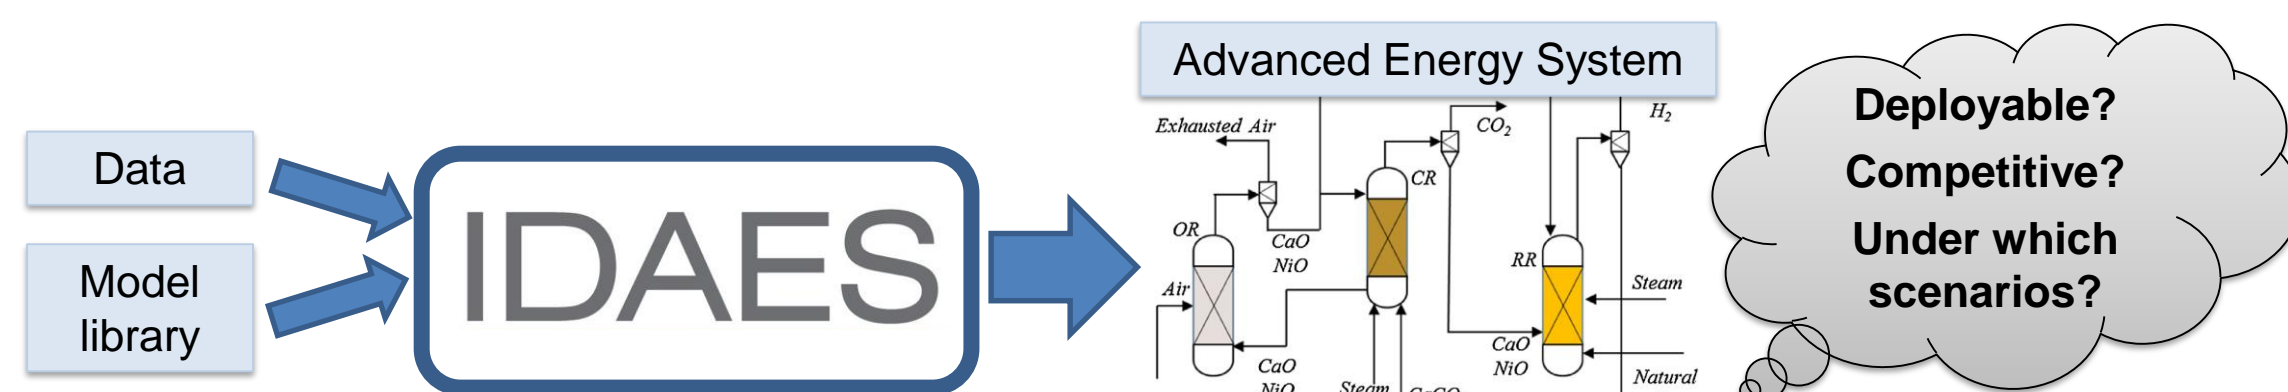 Data
Model
library
IDAES
Advanced Energy System
Exhausted Air
CO2
H2
CR
OR
CaO
NiO
RR
Air
Steam
CaO
NiO
CaO
NiO
Steam
Natural
Deployable?
Competitive?
Under which
scenarios?